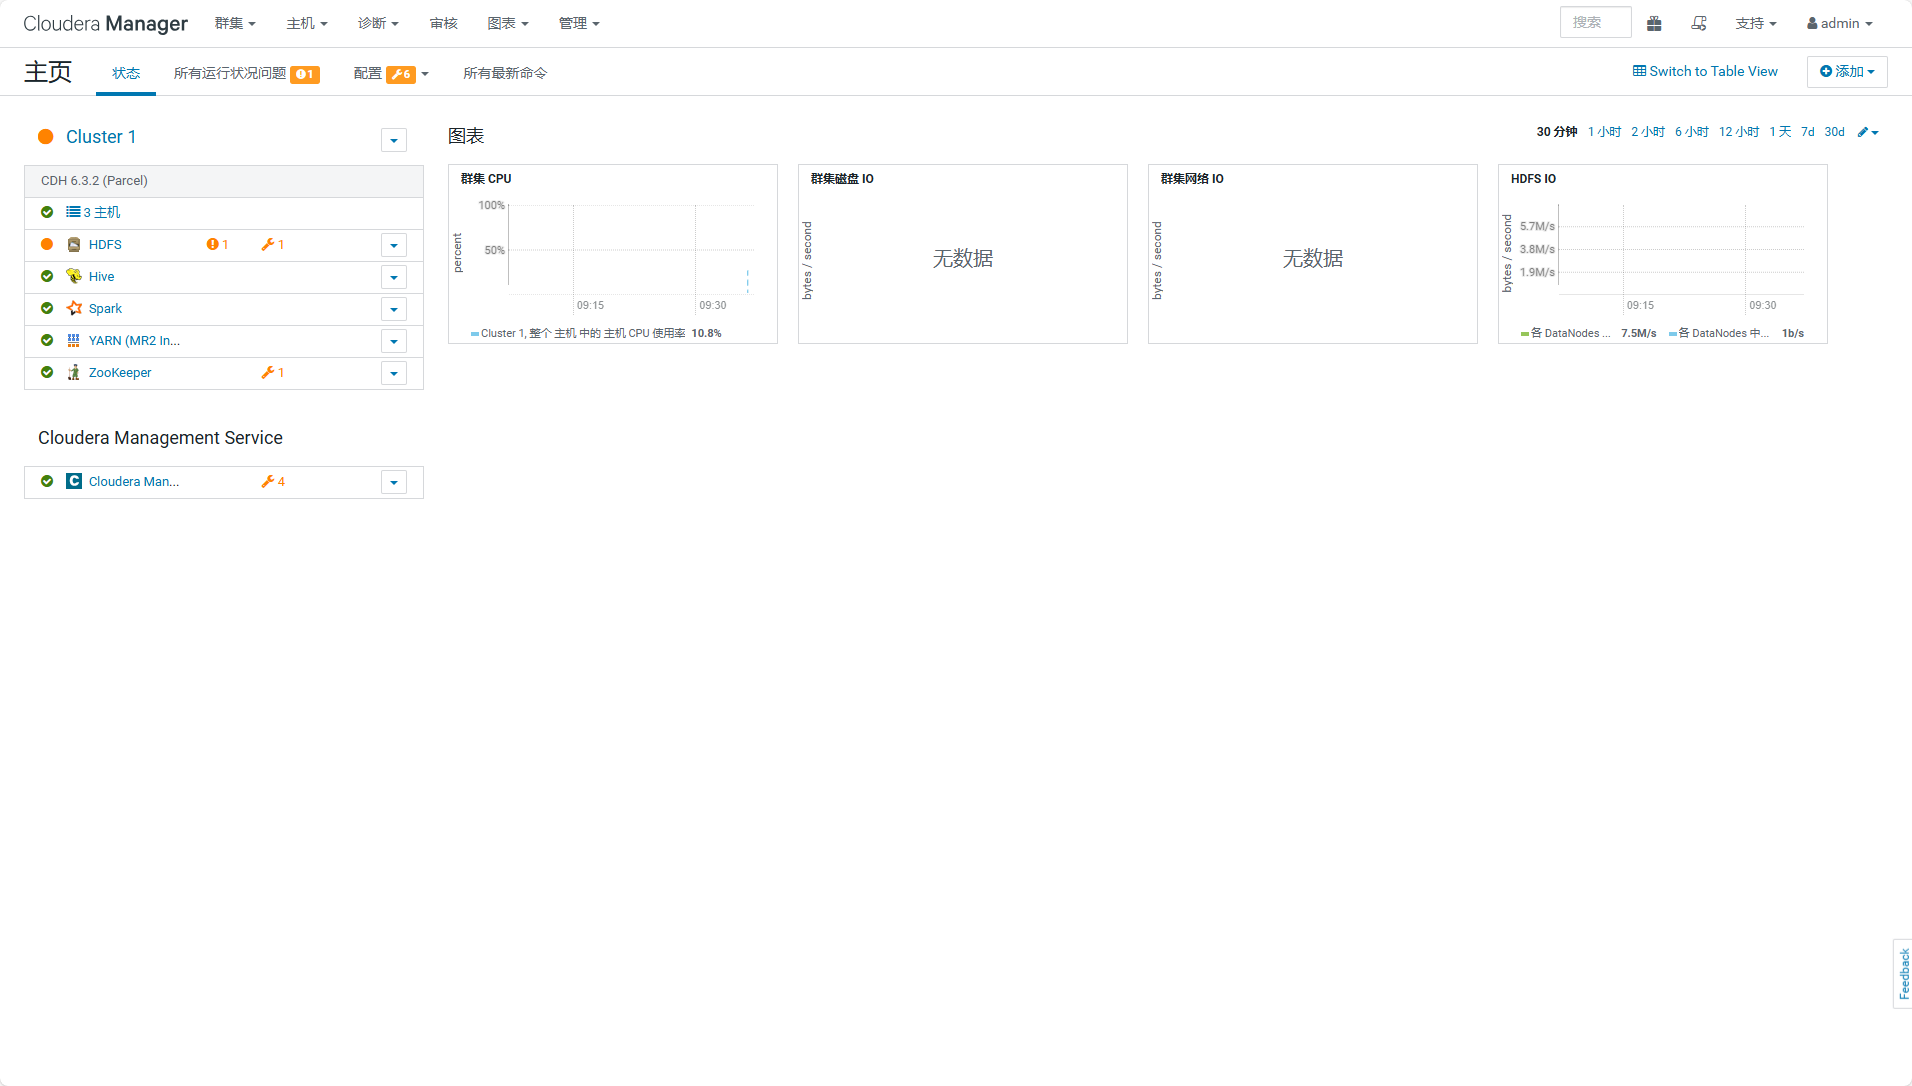 Cloudera Manager 群集 主机 诊断 审核 图表 管理 搜索 支持 admin
主页 状态 所有运行状况问题 1 配置 6 所有最新命令 Switch to Table View 添加
Cluster 1
CDH 6.3.2 (Parcel)
3 主机
HDFS 1 1
Hive
Spark
YARN (MR2 In...
ZooKeeper 1
Cloudera Management Service
Cloudera Man... 4
图表 30 分钟 1 小时 2 小时 6 小时 12 小时 1 天 7d 30d
群集 CPU
percent
100%
50%
09:15 09:30
Cluster 1, 整个 主机 中的 主机 CPU 使用率 10.8%
群集磁盘 IO
bytes / second
无数据
群集网络 IO
bytes / second
无数据
HDFS IO
bytes / second
5.7M/s
3.8M/s
1.9M/s
09:15 09:30
各 DataNodes ... 7.5M/s 各 DataNodes 中... 1b/s
Feedback